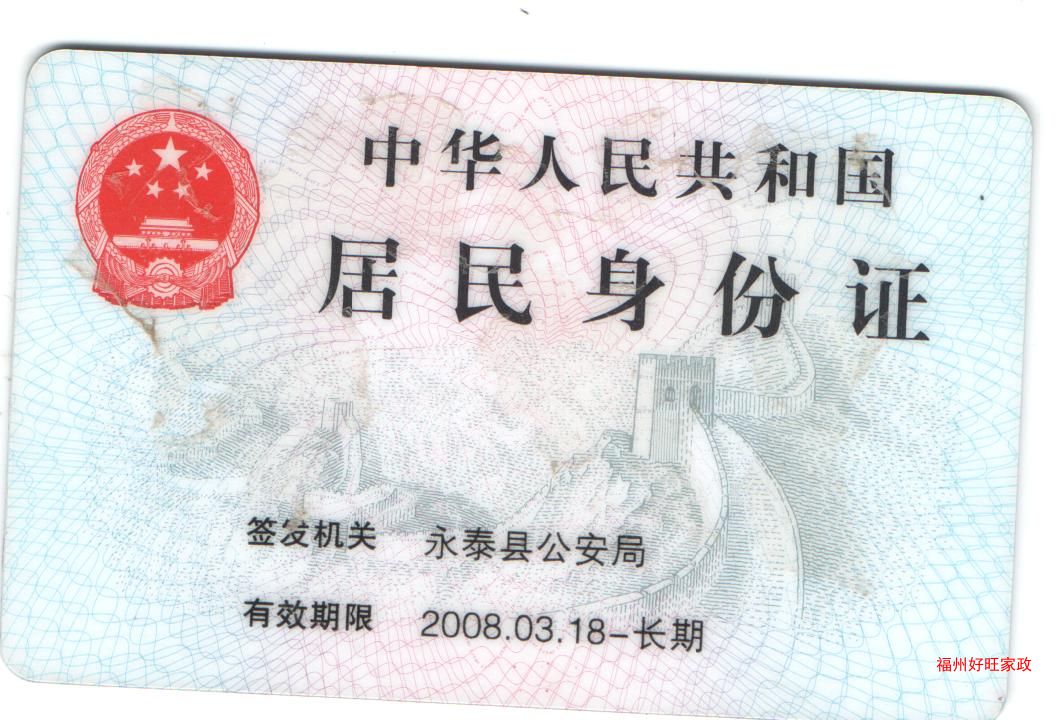 中华人民共和国
居民身份证
签发机关 永泰县公安局
有效期限 2008.03.18-长期
福州好旺家政